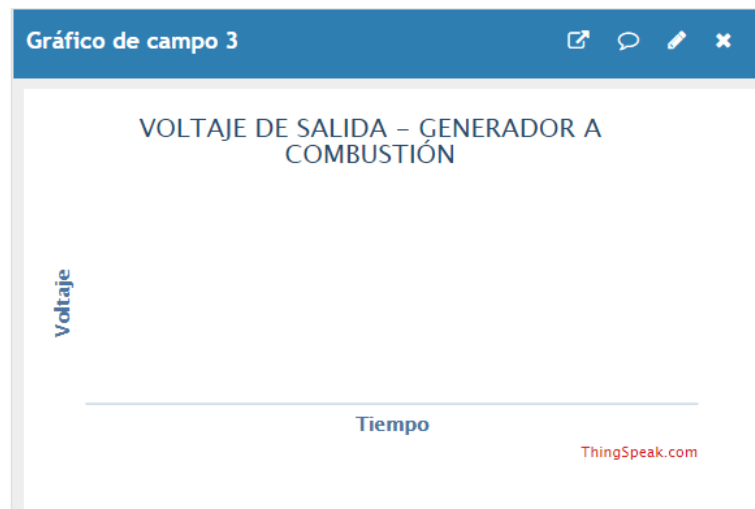 Gráfico de campo 3
VOLTAJE DE SALIDA – GENERADOR A
COMBUSTIÓN
Voltaje
Tiempo
ThingSpeak.com